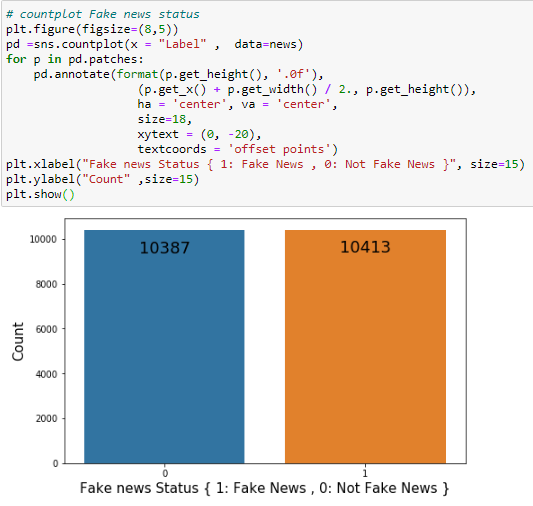 # countplot Fake news status
plt.figure(figsize=(8,5))
pd =sns.countplot(x = "Label" ,  data=news)
for p in pd.patches:
    pd.annotate(format(p.get_height(), '.0f'),
                   (p.get_x() + p.get_width() / 2., p.get_height()),
                   ha = 'center', va = 'center',
                   size=18,
                   xytext = (0, -20),
                   textcoords = 'offset points')
plt.xlabel("Fake news Status { 1: Fake News , 0: Not Fake News }", size=15)
plt.ylabel("Count" ,size=15)
plt.show()
10387 10413
10000
8000
6000
4000
2000
0
Count
0 1
Fake news Status { 1: Fake News , 0: Not Fake News }